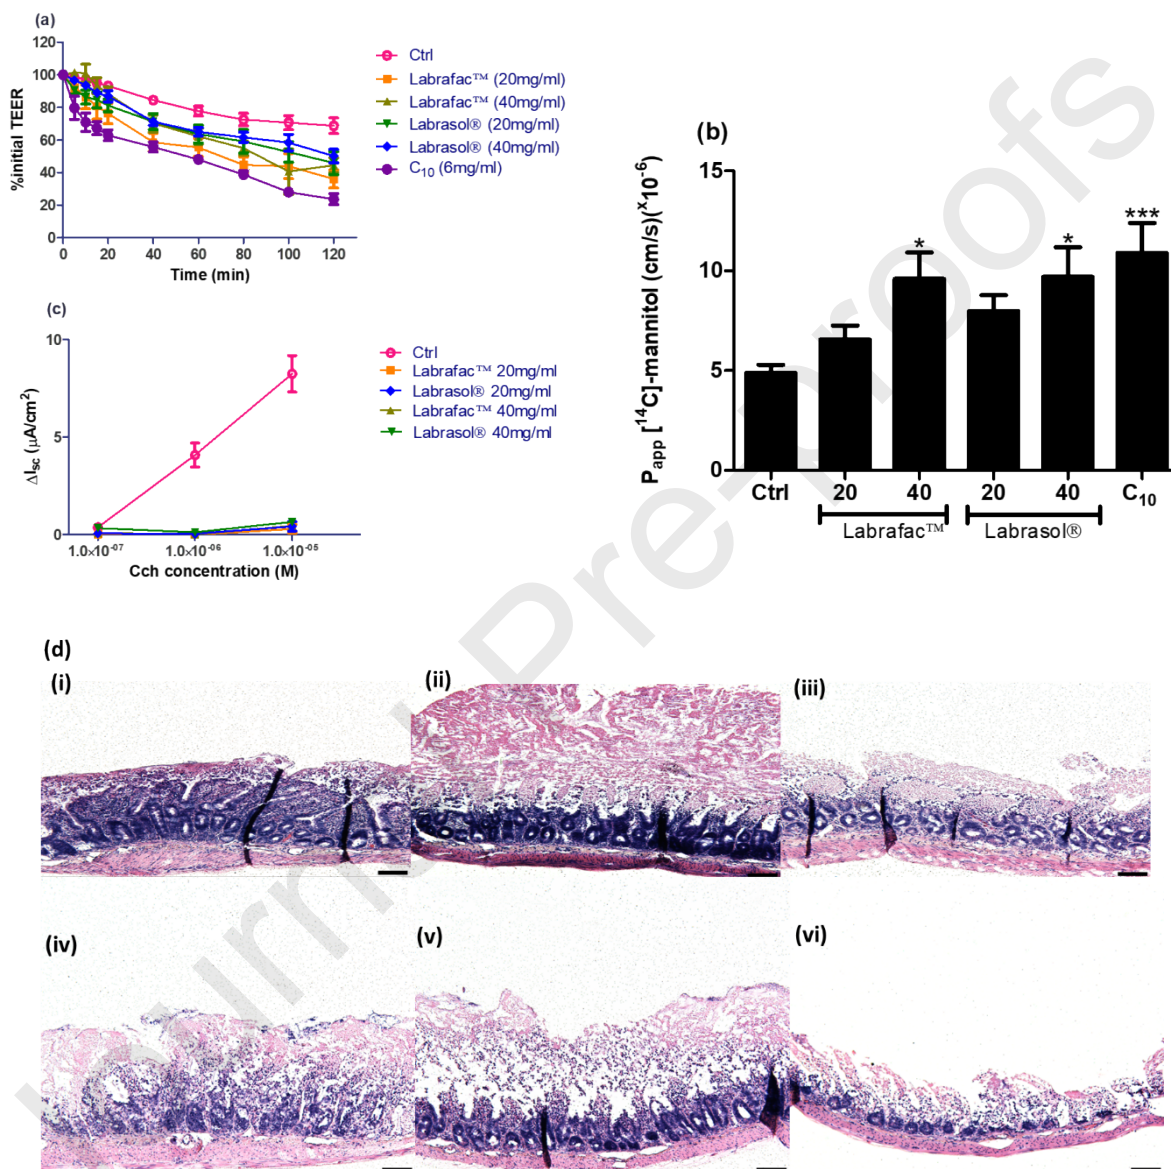 (a)
120
100
80
60
40
20
0
%initial TEER
0 20 40 60 80 100 120
Time (min)
Ctrl
Labrafac™ (20mg/ml)
Labrafac™ (40mg/ml)
Labrasol® (20mg/ml)
Labrasol® (40mg/ml)
C10 (6mg/ml)
(b)
15
10
5
0
Papp [14C]-mannitol (cm/s)(x10-6)
* * ***
Ctrl 20 40 20 40 C10
Labrafac™ Labrasol®
(c)
10
5
0
ΔIsc (μA/cm2)
1.0×10-07 1.0×10-06 1.0×10-05
Cch concentration (M)
Ctrl
Labrafac™ 20mg/ml
Labrasol® 20mg/ml
Labrafac™ 40mg/ml
Labrasol® 40mg/ml
(d)
(i) (ii) (iii)
(iv) (v) (vi)
Journal Pre-proofs